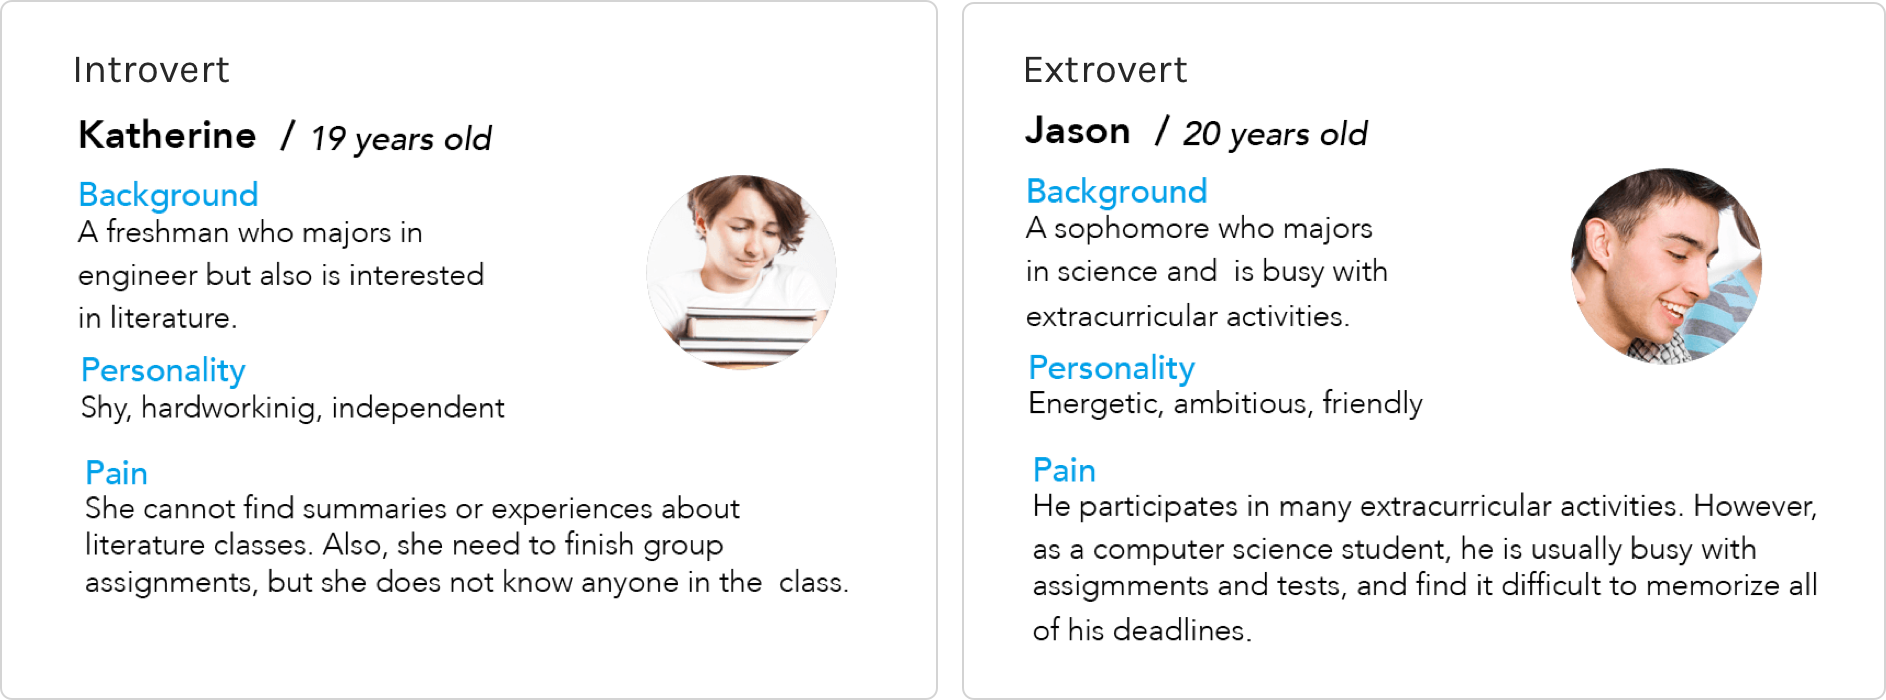 Introvert
Katherine / 19 years old
Background
A freshman who majors in
engineer but also is interested
in literature.
Personality
Shy, hardworkinig, independent
Pain
She cannot find summaries or experiences about
literature classes. Also, she need to finish group
assignments, but she does not know anyone in the class.
Extrovert
Jason / 20 years old
Background
A sophomore who majors
in science and is busy with
extracurricular activities.
Personality
Energetic, ambitious, friendly
Pain
He participates in many extracurricular activities. However,
as a computer science student, he is usually busy with
assigmments and tests, and find it difficult to memorize all
of his deadlines.